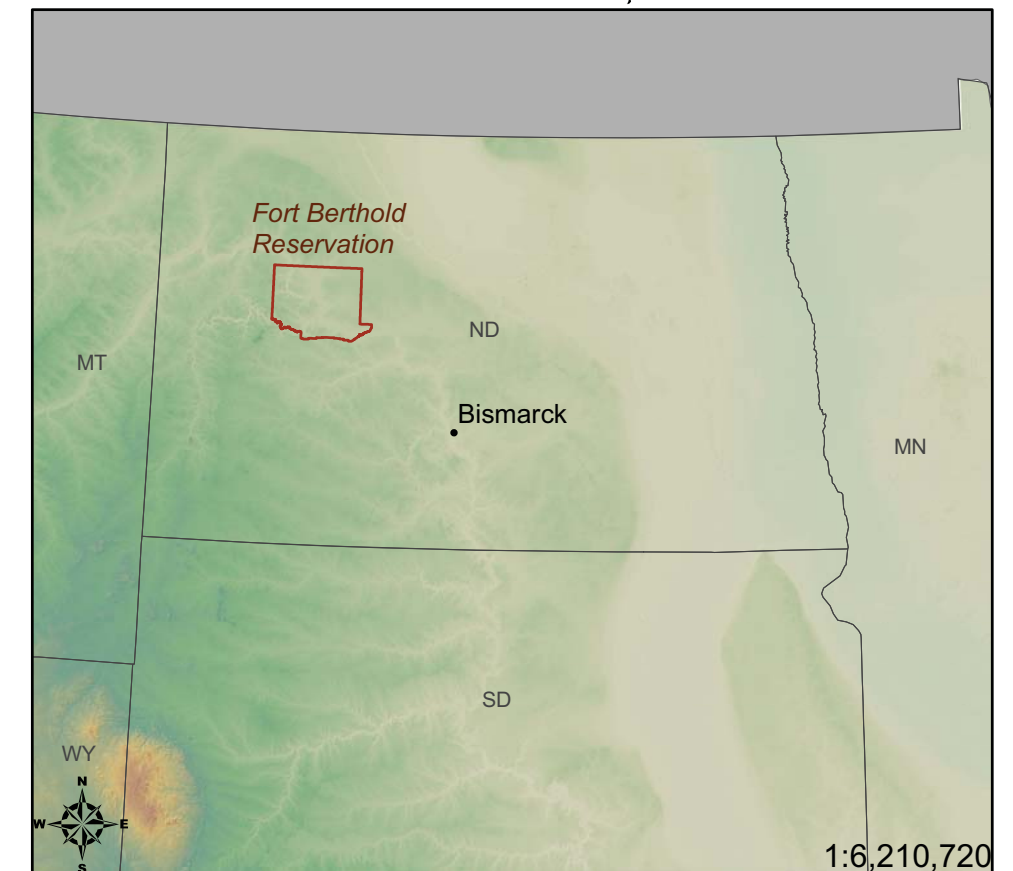 Fort Berthold
Reservation
ND
MT
Bismarck
MN
SD
WY
N
W
E
S
1:6,210,720